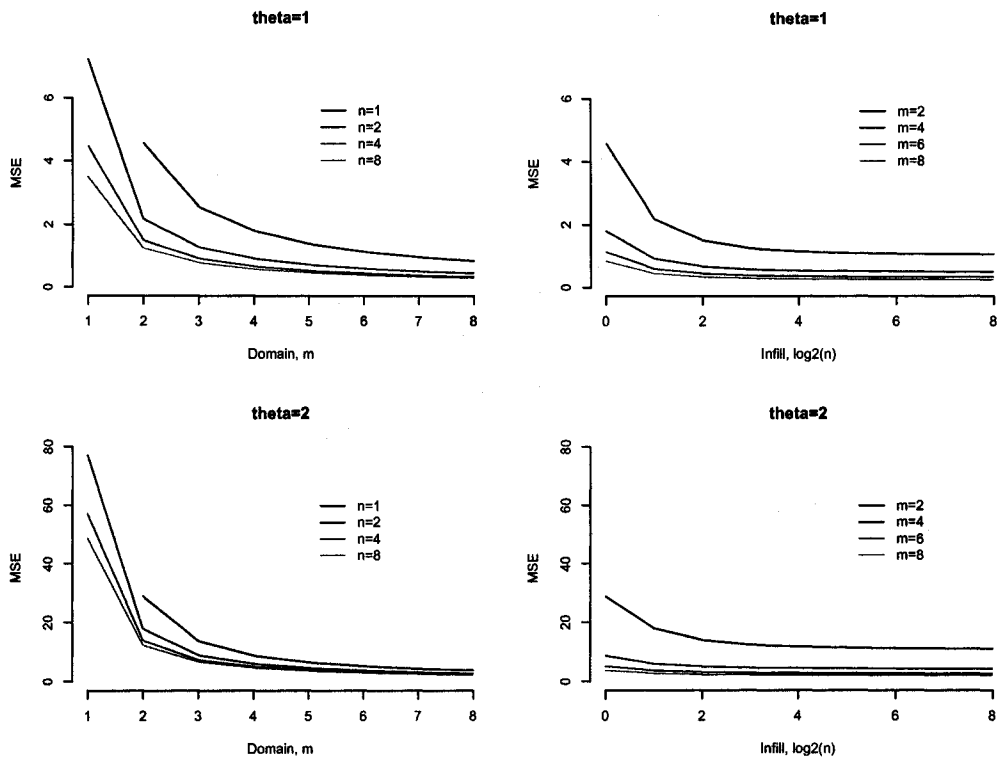 theta=1
MSE
0 2 4 6
n=1
n=2
n=4
n=8
1 2 3 4 5 6 7 8
Domain, m
theta=1
MSE
0 2 4 6
m=2
m=4
m=6
m=8
0 2 4 6 8
Infill, log2(n)
theta=2
MSE
0 20 40 60 80
n=1
n=2
n=4
n=8
1 2 3 4 5 6 7 8
Domain, m
theta=2
MSE
0 20 40 60 80
m=2
m=4
m=6
m=8
0 2 4 6 8
Infill, log2(n)